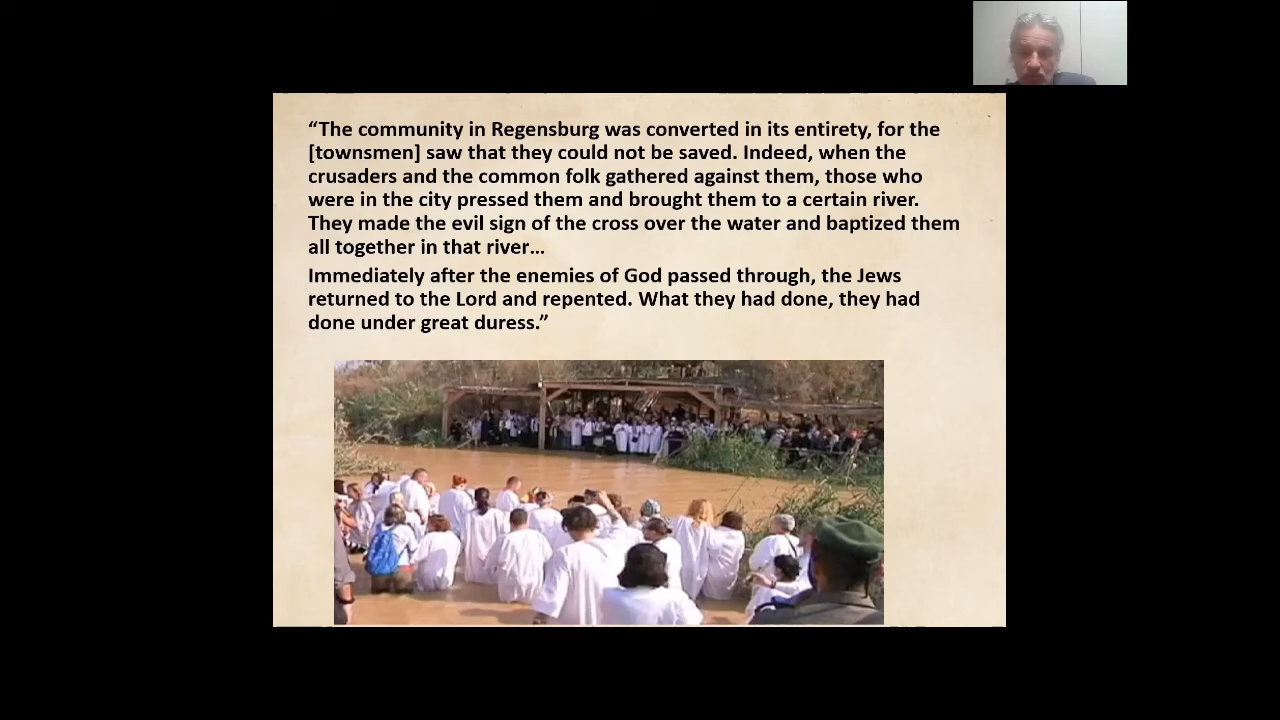 “The community in Regensburg was converted in its entirety, for the
[townsmen] saw that they could not be saved. Indeed, when the
crusaders and the common folk gathered against them, those who
were in the city pressed them and brought them to a certain river.
They made the evil sign of the cross over the water and baptized them
all together in that river…
Immediately after the enemies of God passed through, the Jews
returned to the Lord and repented. What they had done, they had
done under great duress.”